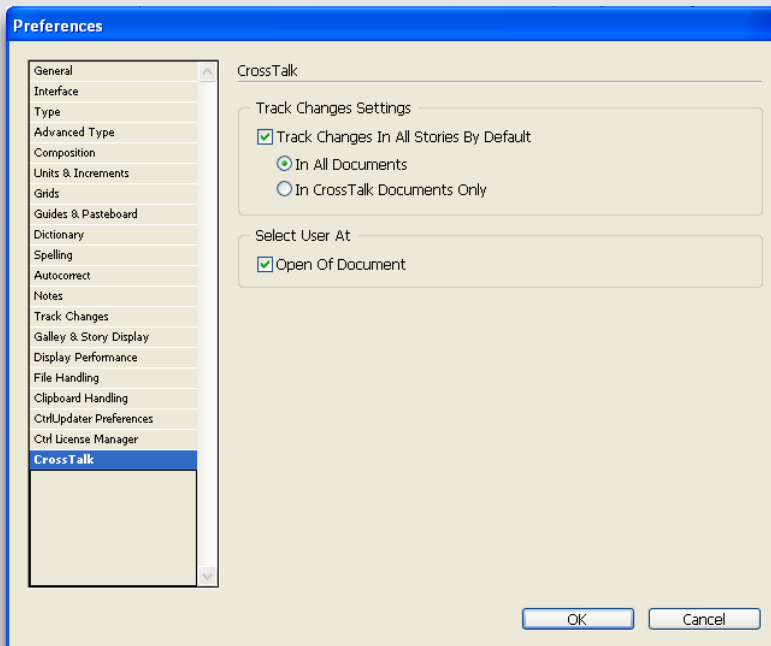 Preferences
General
Interface
Type
Advanced Type
Composition
Units & Increments
Grids
Guides & Pasteboard
Dictionary
Spelling
Autocorrect
Notes
Track Changes
Galley & Story Display
Display Performance
File Handling
Clipboard Handling
CtrlUpdater Preferences
Ctrl License Manager
CrossTalk
CrossTalk
Track Changes Settings
Track Changes In All Stories By Default
In All Documents
In CrossTalk Documents Only
Select User At
Open Of Document
OK
Cancel